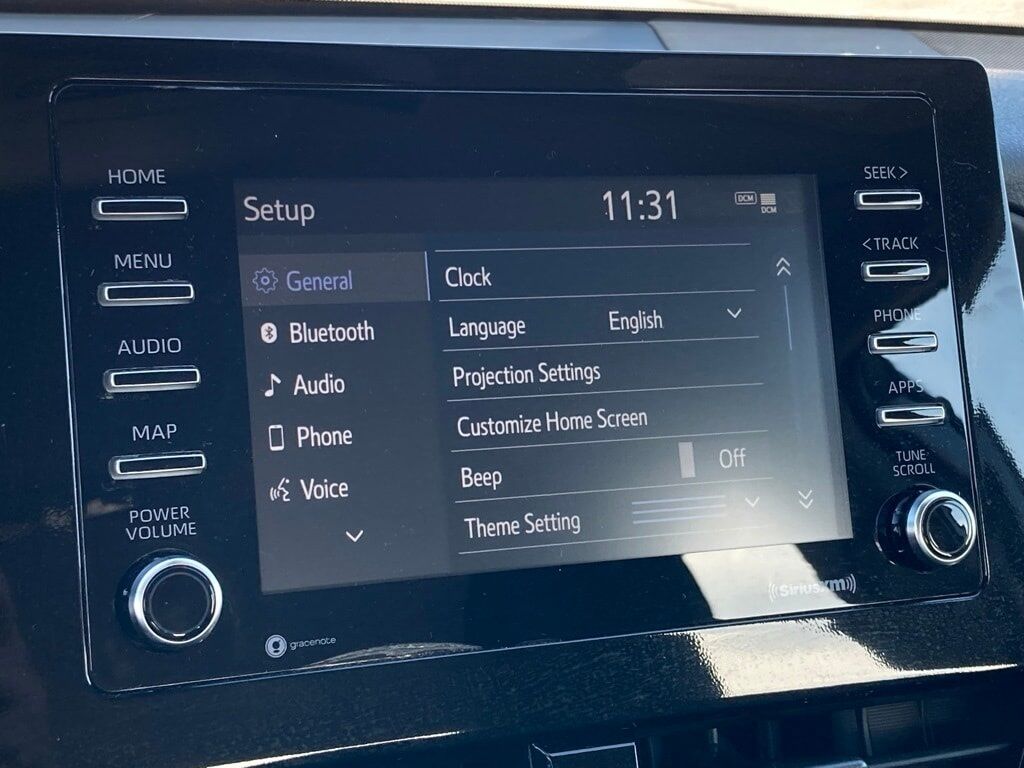 HOME
MENU
AUDIO
MAP
POWER
VOLUME
Setup 11:31 DCM DCM
General
Bluetooth
Audio
Phone
Voice
Clock
Language English
Projection Settings
Customize Home Screen
Beep Off
Theme Setting
SEEK >
< TRACK
PHONE
APPS
TUNE
SCROLL
gracenote
SiriusXM